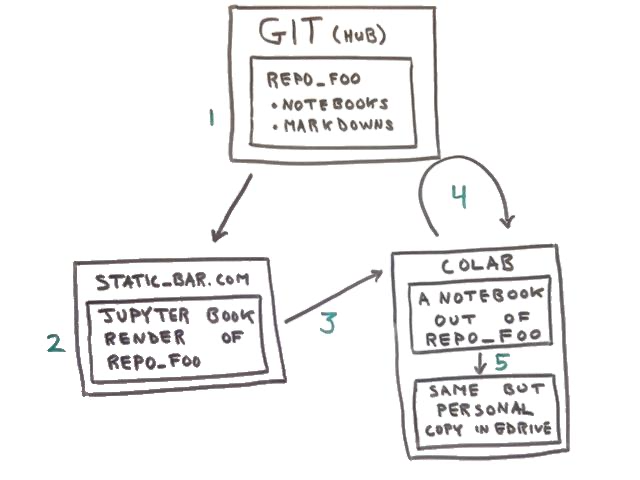 GIT (HUB)
REPO_FOO
• NOTEBOOKS
• MARKDOWNS
1
4
STATIC_BAR.COM
JUPYTER BOOK
RENDER OF
REPO_FOO
2
3
COLAB
A NOTEBOOK
OUT OF
REPO_FOO
5
SAME BUT
PERSONAL
COPY IN GDRIVE